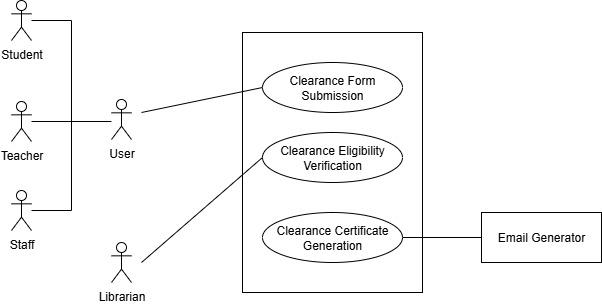 Student
Clearance Form
Submission
Teacher
User
Clearance Eligibility
Verification
Staff
Clearance Certificate
Generation
Email Generator
Librarian